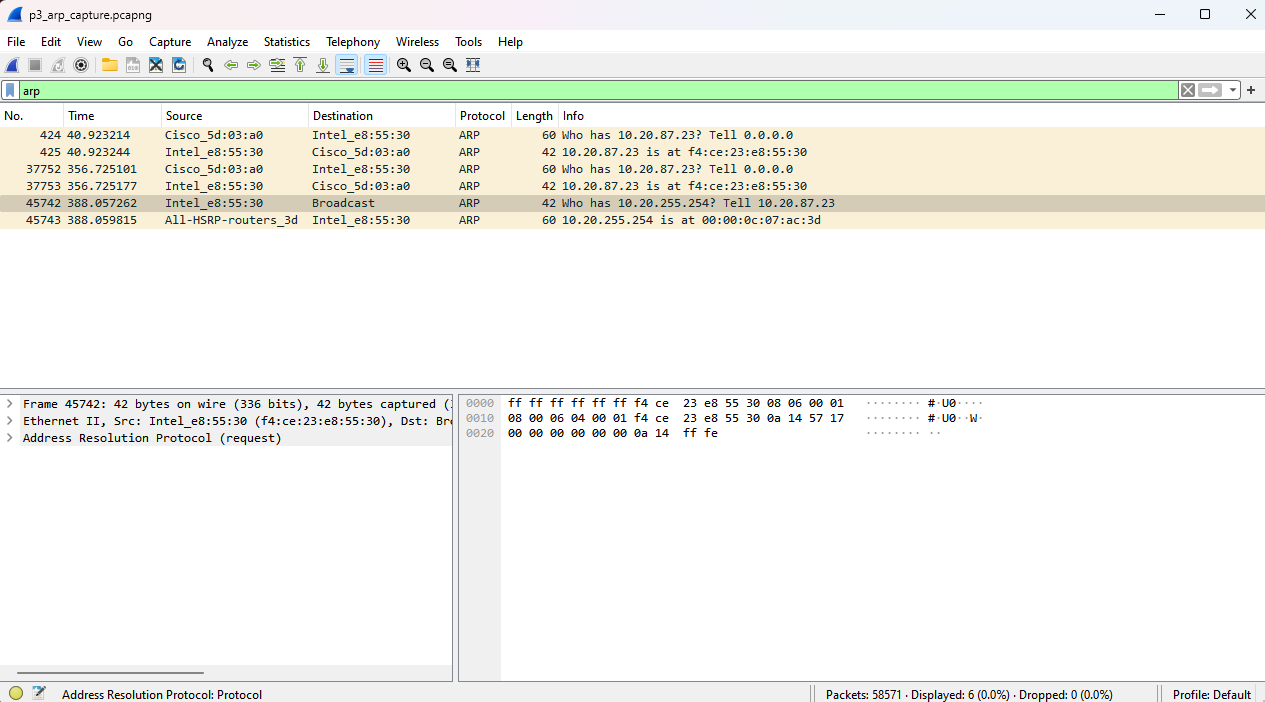 p3_arp_capture.pcapng
File Edit View Go Capture Analyze Statistics Telephony Wireless Tools Help
arp
No. Time Source Destination Protocol Length Info
424 40.923214 Cisco_5d:03:a0 Intel_e8:55:30 ARP 60 Who has 10.20.87.23? Tell 0.0.0.0
425 40.923244 Intel_e8:55:30 Cisco_5d:03:a0 ARP 42 10.20.87.23 is at f4:ce:23:e8:55:30
37752 356.725101 Cisco_5d:03:a0 Intel_e8:55:30 ARP 60 Who has 10.20.87.23? Tell 0.0.0.0
37753 356.725177 Intel_e8:55:30 Cisco_5d:03:a0 ARP 42 10.20.87.23 is at f4:ce:23:e8:55:30
45742 388.057262 Intel_e8:55:30 Broadcast ARP 42 Who has 10.20.255.254? Tell 10.20.87.23
45743 388.059815 All-HSRP-routers_3d Intel_e8:55:30 ARP 60 10.20.255.254 is at 00:00:0c:07:ac:3d
Frame 45742: 42 bytes on wire (336 bits), 42 bytes captured (
Ethernet II, Src: Intel_e8:55:30 (f4:ce:23:e8:55:30), Dst: Br
Address Resolution Protocol (request)
0000 ff ff ff ff ff ff f4 ce 23 e8 55 30 08 06 00 01 ········ #·U0····
0010 08 00 06 04 00 01 f4 ce 23 e8 55 30 0a 14 57 17 ········ #·U0··W·
0020 00 00 00 00 00 00 0a 14 ff fe ········ ··
Address Resolution Protocol: Protocol
Packets: 58571 · Displayed: 6 (0.0%) · Dropped: 0 (0.0%)
Profile: Default